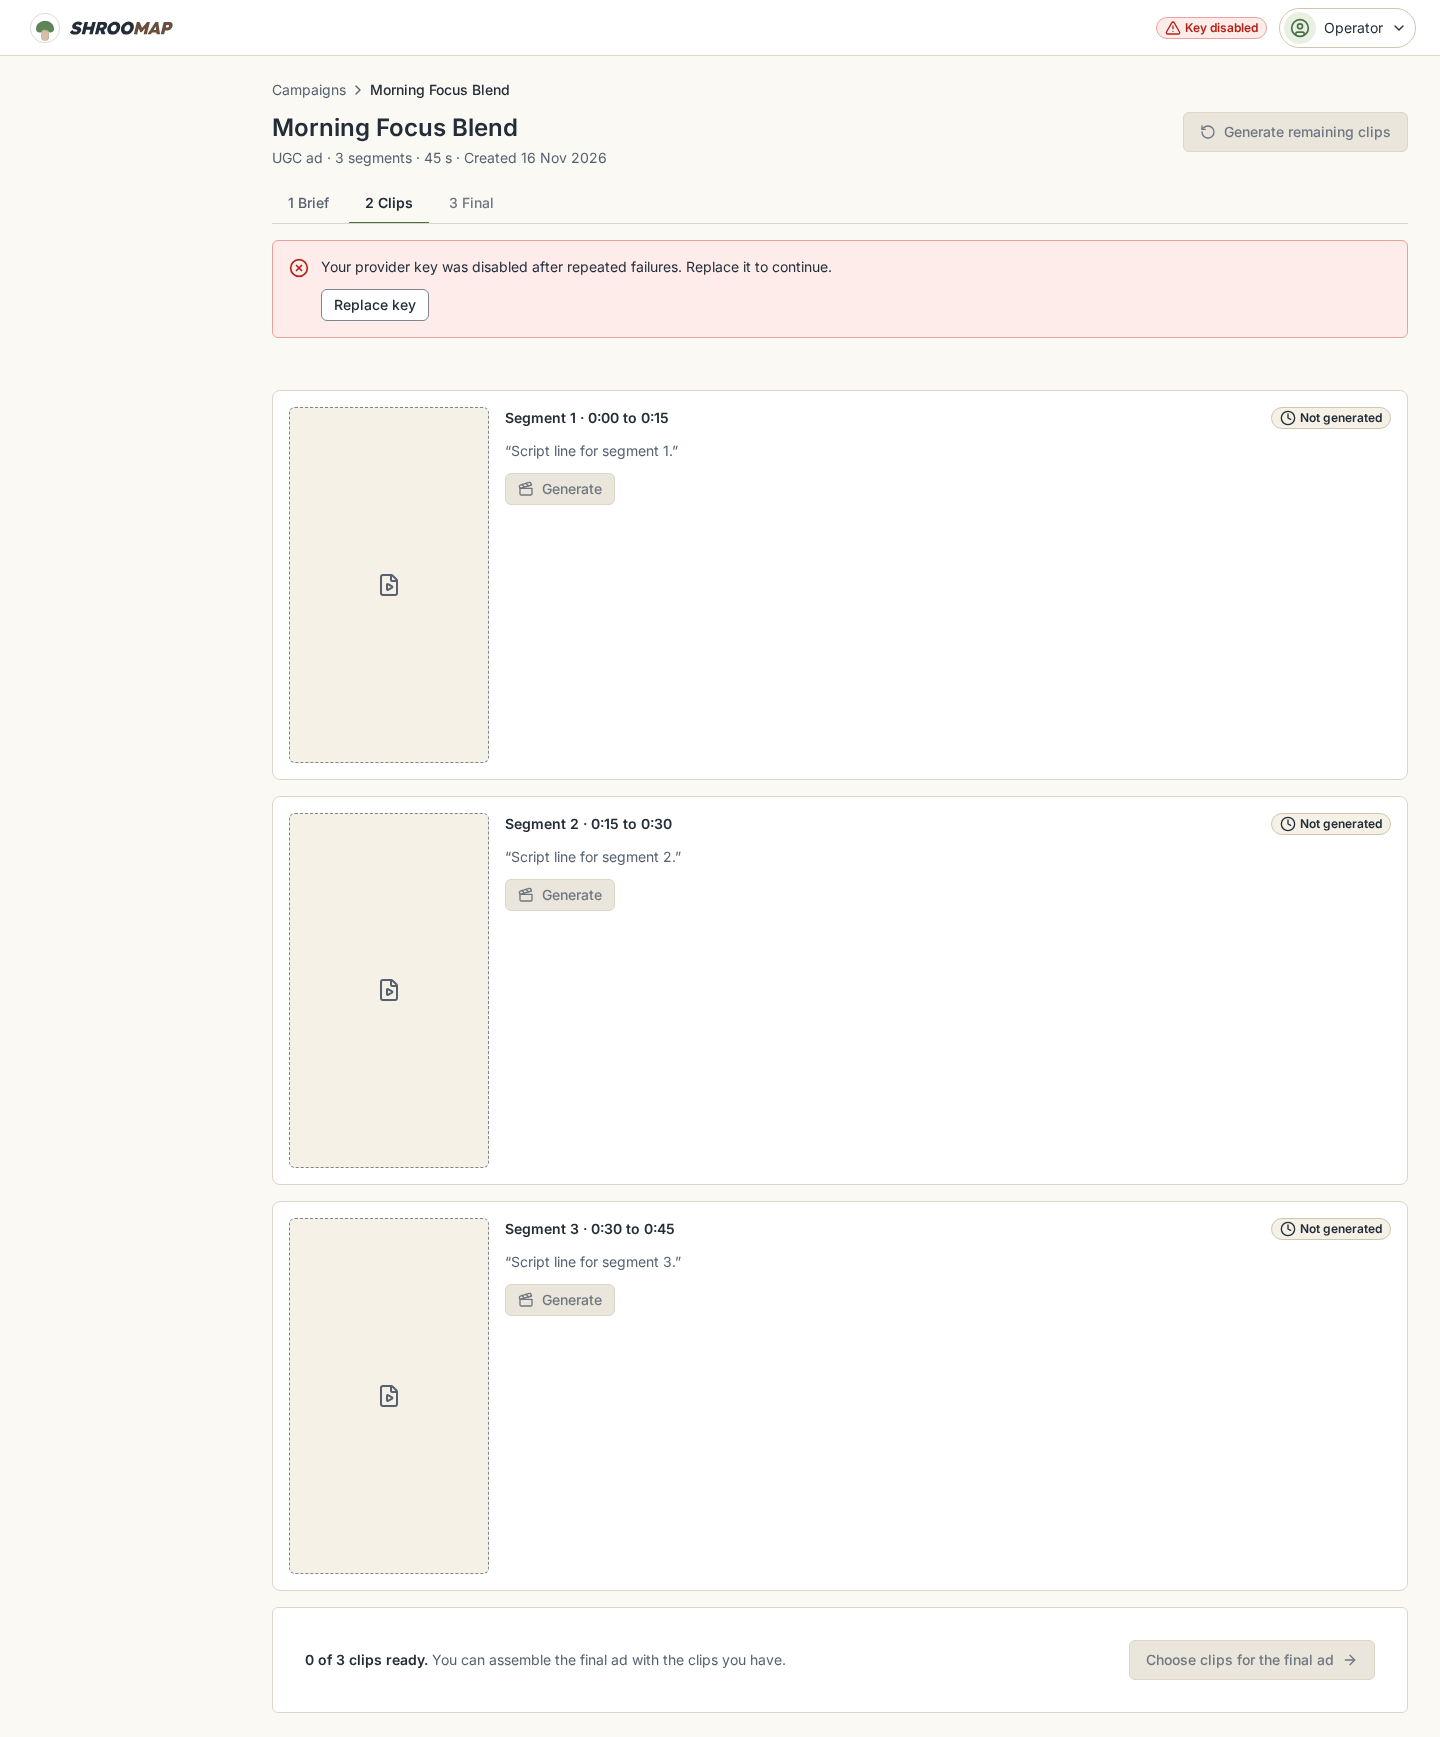 SHROOMAP
Key disabled
Operator
Campaigns
Morning Focus Blend
Morning Focus Blend
Generate remaining clips
UGC ad · 3 segments · 45 s · Created 16 Nov 2026
1 Brief
2 Clips
3 Final
Your provider key was disabled after repeated failures. Replace it to continue.
Replace key
Segment 1 · 0:00 to 0:15
Not generated
“Script line for segment 1.”
Generate
Segment 2 · 0:15 to 0:30
Not generated
“Script line for segment 2.”
Generate
Segment 3 · 0:30 to 0:45
Not generated
“Script line for segment 3.”
Generate
0 of 3 clips ready. You can assemble the final ad with the clips you have.
Choose clips for the final ad